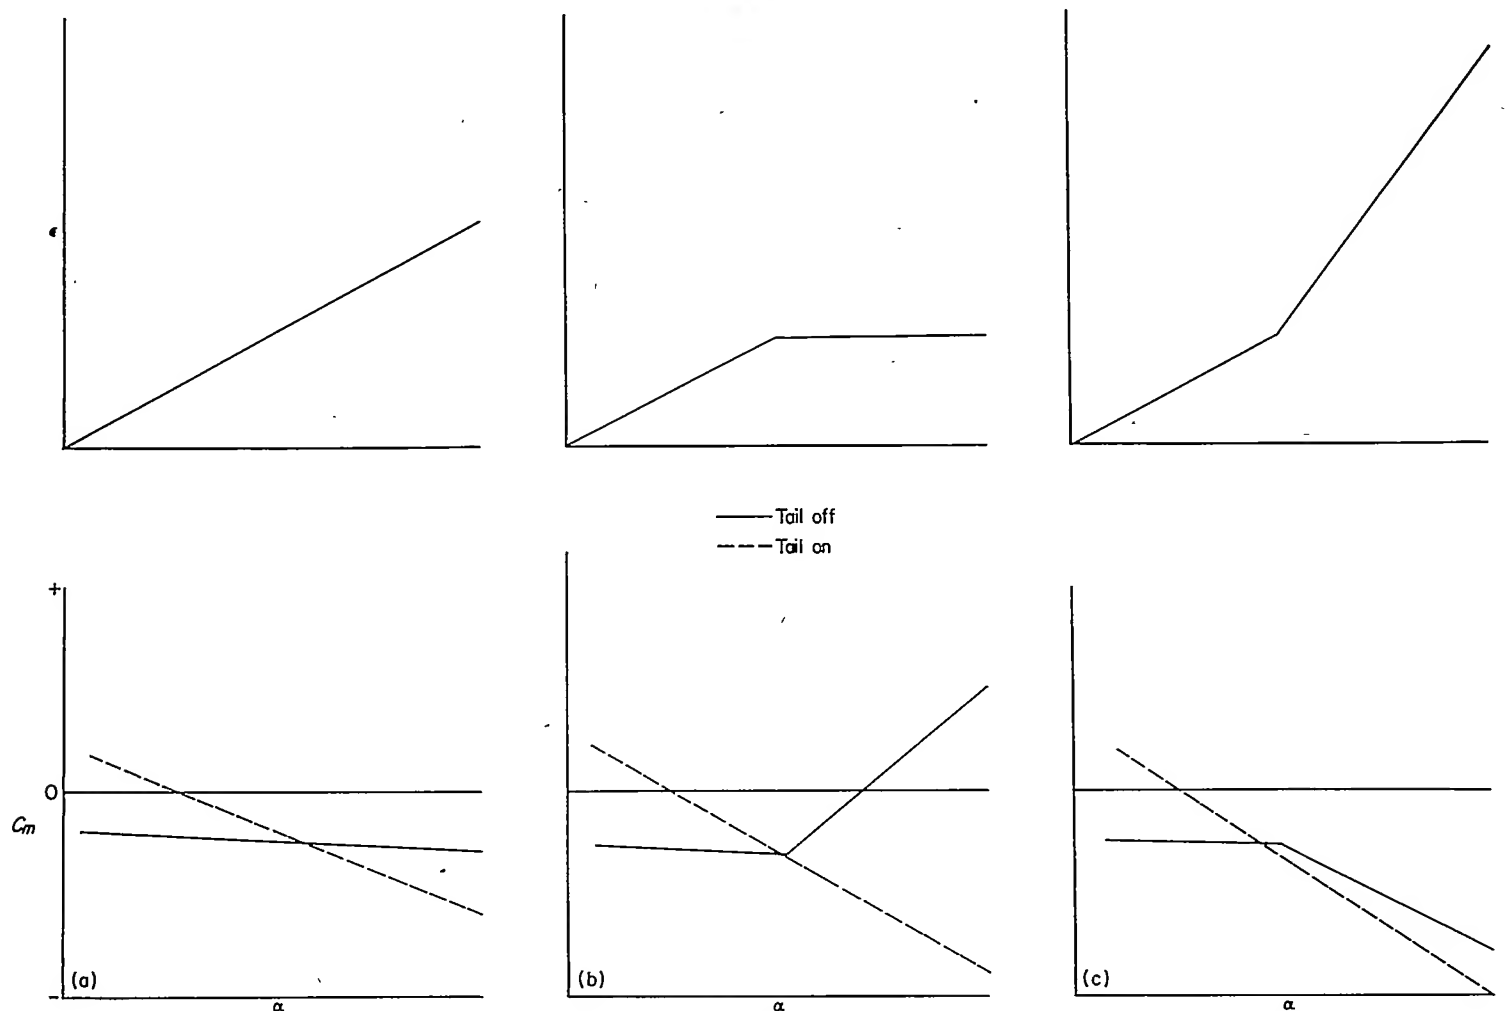 ϵ
Tail off
Tail on
+
0
Cm
-
(a)
(b)
(c)
α
α
α